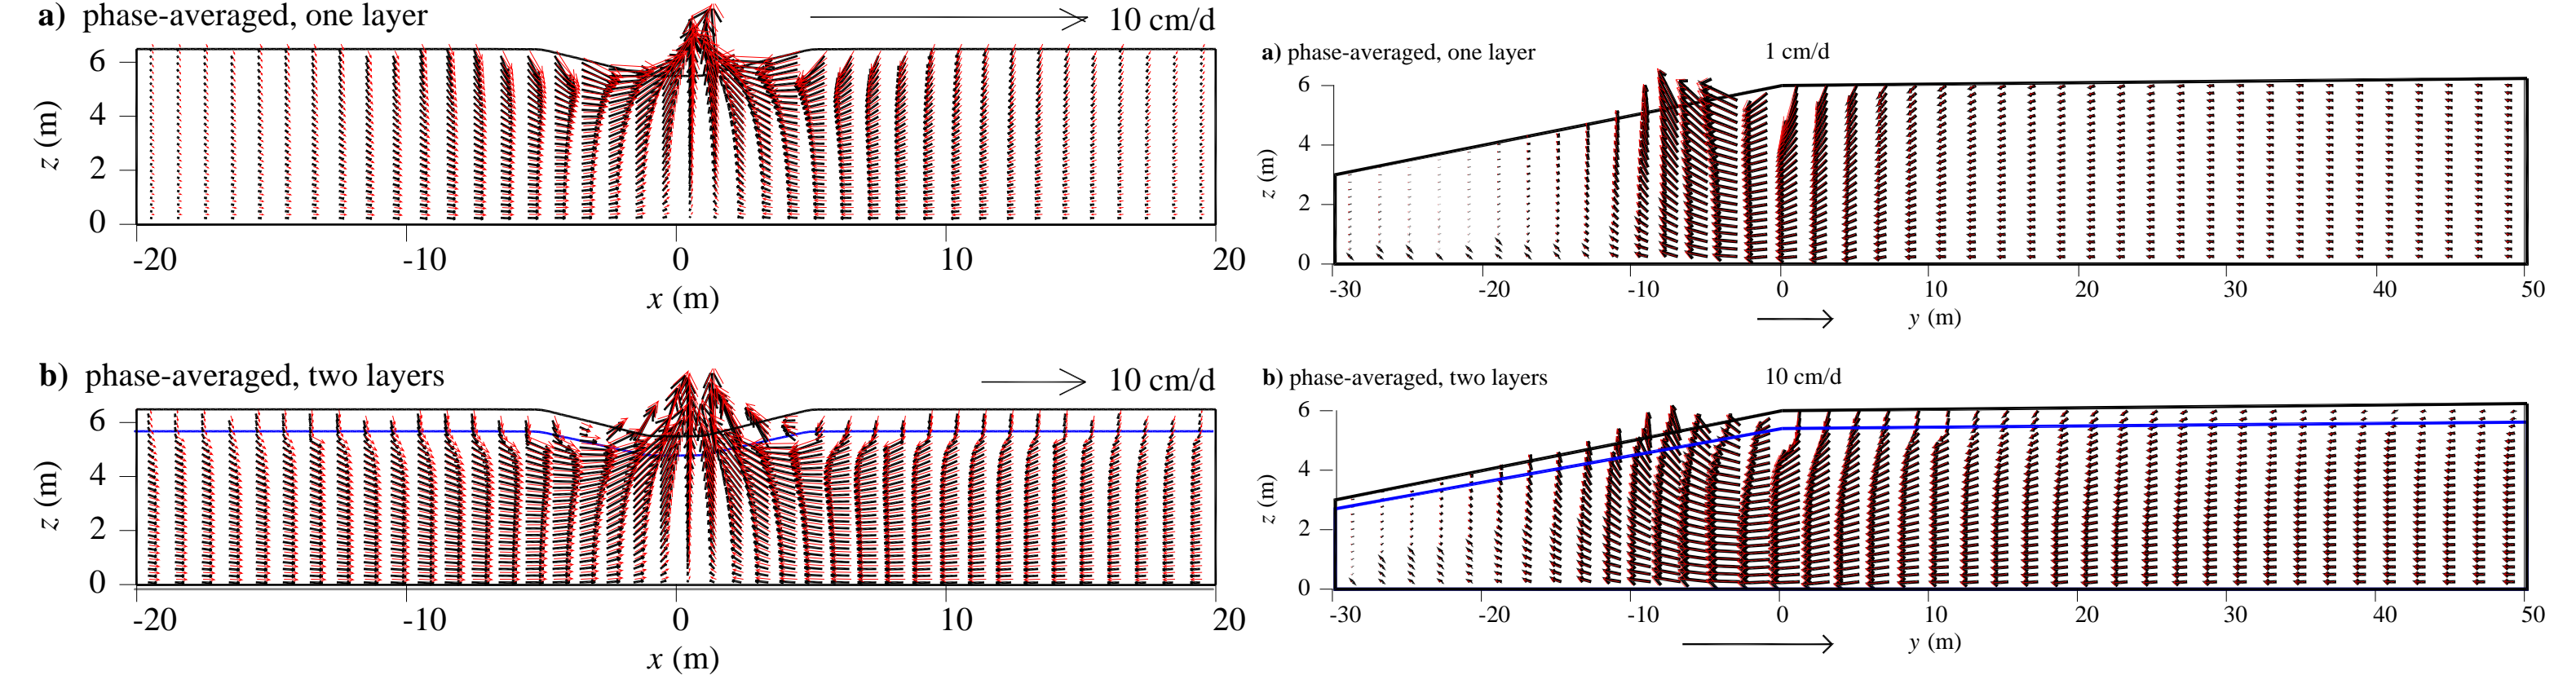 a) phase-averaged, one layer
10 cm/d
6
4
2
0
z (m)
-20 -10 0 10 20
x (m)
b) phase-averaged, two layers
10 cm/d
6
4
2
0
z (m)
-20 -10 0 10 20
x (m)
a) phase-averaged, one layer
1 cm/d
6
4
2
0
z (m)
-30 -20 -10 0 10 20 30 40 50
y (m)
b) phase-averaged, two layers
10 cm/d
6
4
2
0
z (m)
-30 -20 -10 0 10 20 30 40 50
y (m)